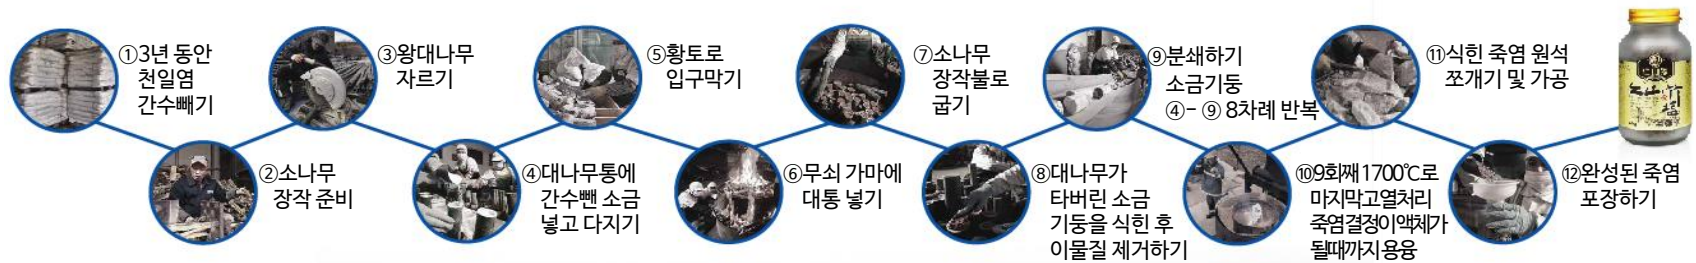 ①3년 동안
천일염
간수빼기
②소나무
장작 준비
③왕대나무
자르기
④대나무통에
간수뺀 소금
넣고 다지기
⑤황토로
입구막기
⑥무쇠 가마에
대통 넣기
⑦소나무
장작불로
굽기
⑧대나무가
타버린 소금
기둥을 식힌 후
이물질 제거하기
⑨분쇄하기
소금기둥
④- ⑨ 8차례 반복
⑩9회째 1700℃로
마지막고열처리
죽염결정이액체가
될때까지 용융
⑪식힌 죽염 원석
쪼개기 및 가공
⑫완성된 죽염
포장하기